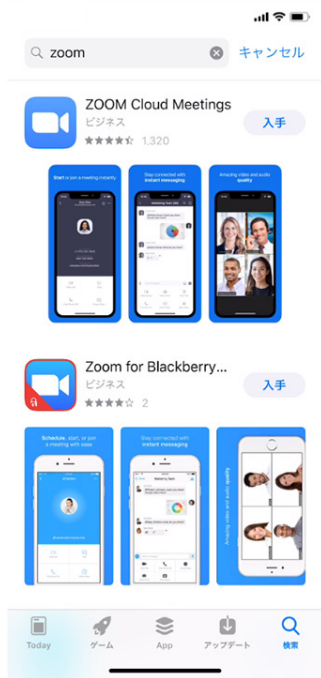 zoom
キャンセル
ZOOM Cloud Meetings
ビジネス
入手
1,320
Start or join a meeting instantly
Stay connected with
instant messaging
Amazing video and audio
quality
Zoom for Blackberry...
ビジネス
入手
2
Schedule, start, or join
a meeting with ease
Stay connected with
instant messaging
Amazing video and audio quality
Today
ゲーム
App
アップデート
検索